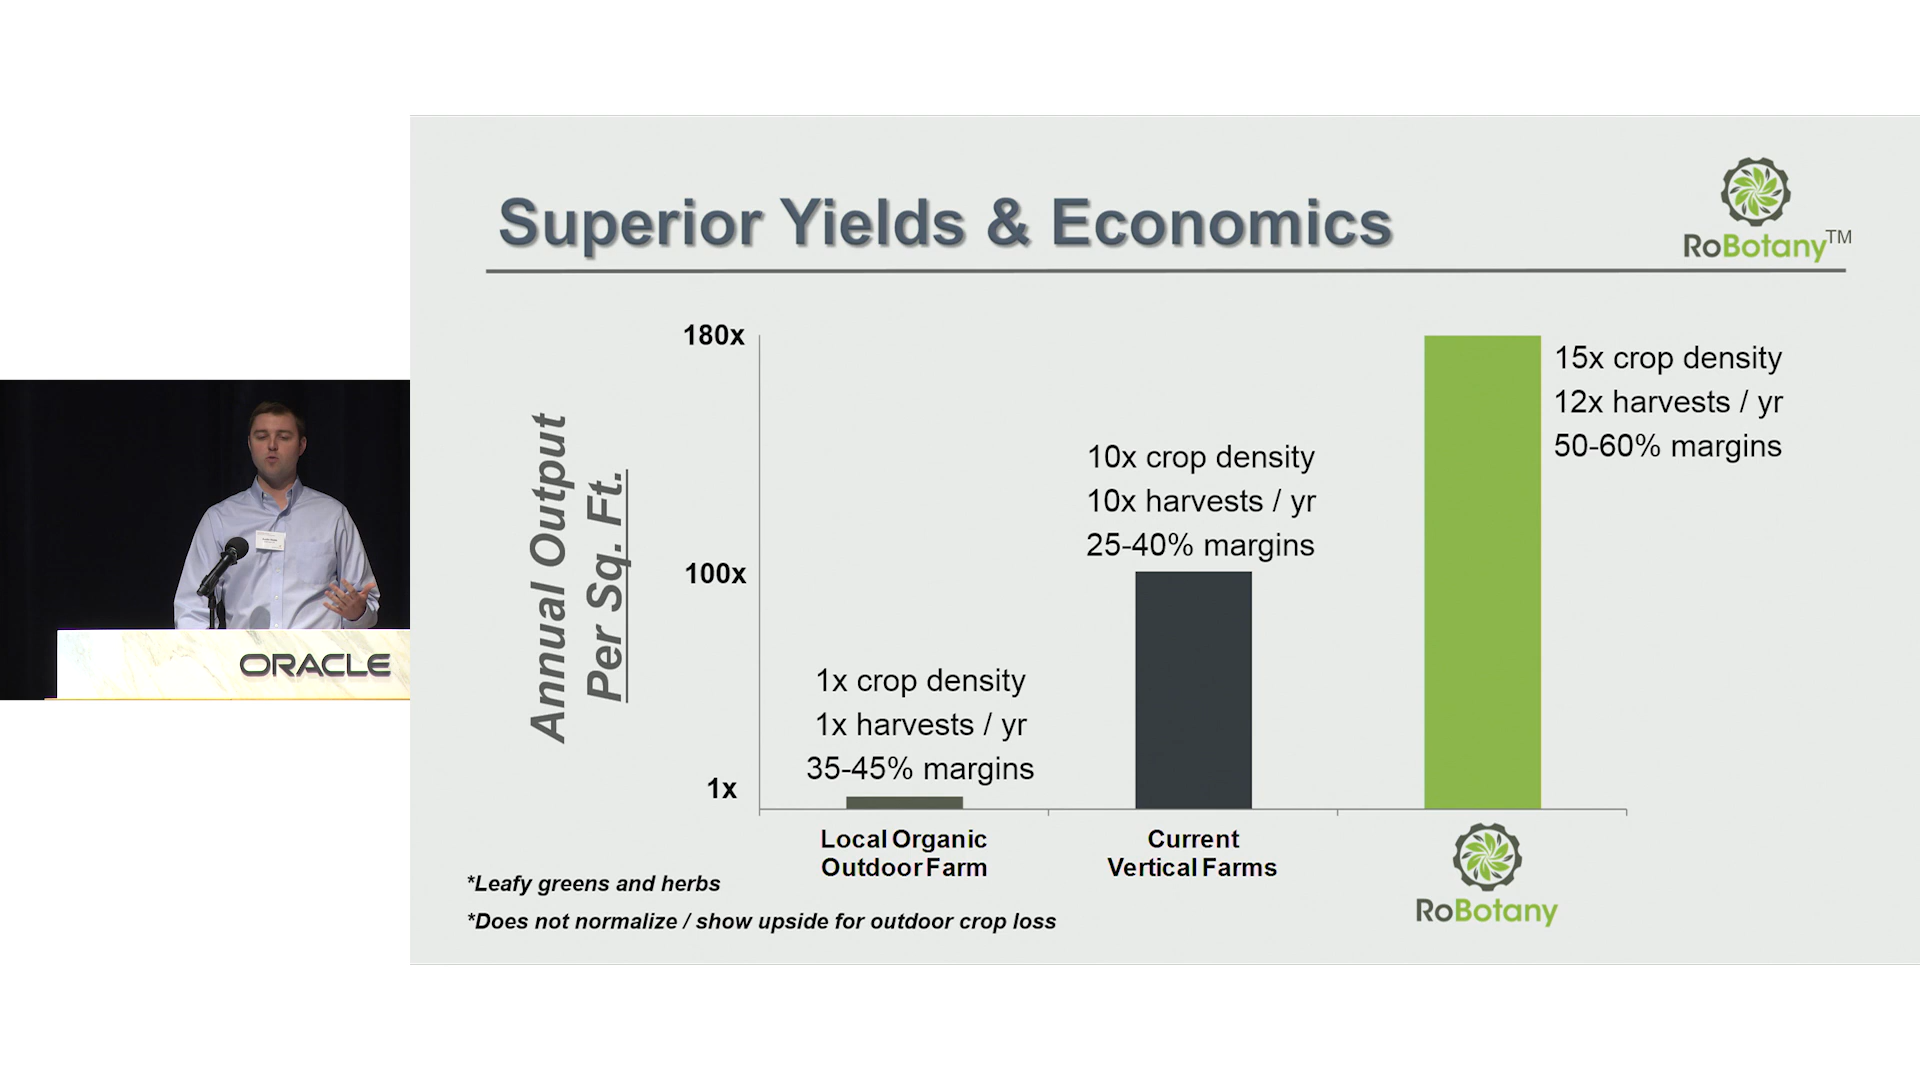 Superior Yields & Economics
RoBotany™
Annual Output
Per Sq. Ft.
180x
100x
1x
1x crop density
1x harvests / yr
35-45% margins
10x crop density
10x harvests / yr
25-40% margins
15x crop density
12x harvests / yr
50-60% margins
Local Organic
Outdoor Farm
Current
Vertical Farms
RoBotany
*Leafy greens and herbs
*Does not normalize / show upside for outdoor crop loss
ORACLE